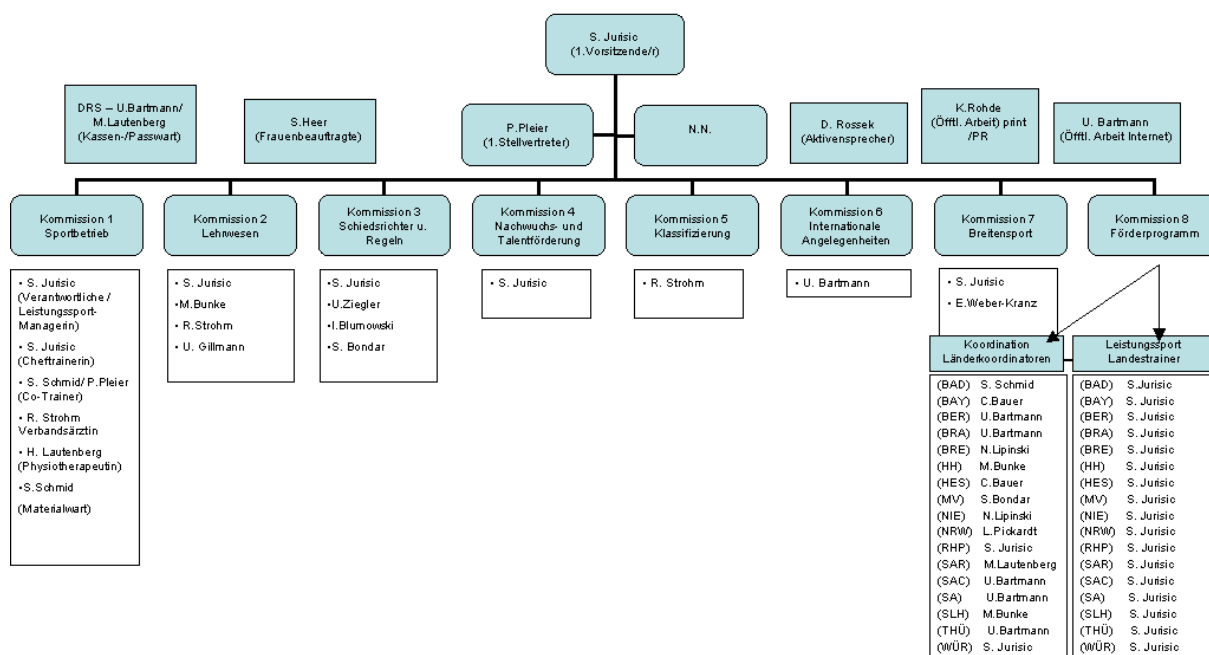 S. Jurisic
(1.Vorsitzende/r)
DRS – U.Bartmann/
M.Lautenberg
(Kassen-/Passwart)
S.Heer
(Frauenbeauftragte)
P.Pleier
(1.Stellvertreter)
N.N.
D. Rossek
(Aktivensprecher)
K.Rohde
(Öfftl. Arbeit) print
/PR
U. Bartmann
(Öfftl. Arbeit Internet)
Kommission 1
Sportbetrieb
Kommission 2
Lehrwesen
Kommission 3
Schiedsrichter u.
Regeln
Kommission 4
Nachwuchs- und
Talentförderung
Kommission 5
Klassifizierung
Kommission 6
Internationale
Angelegenheiten
Kommission 7
Breitensport
Kommission 8
Förderprogramm
• S. Jurisic
(Verantwortliche /
Leistungssport-
Managerin)
• S. Jurisic
(Cheftrainerin)
• S. Schmid/ P.Pleier
(Co-Trainer)
• R. Strohm
Verbandsärztin
• H. Lautenberg
(Physiotherapeutin)
•S.Schmid
(Materialwart)
• S. Jurisic
•M.Bunke
• R.Strohm
• U. Gillmann
•S. Jurisic
•U.Ziegler
•I.Blumowski
•S. Bondar
• S. Jurisic
• R. Strohm
• U. Bartmann
• S. Jurisic
• E.Weber-Kranz
Koordination
Länderkoordinatoren
(BAD) S. Schmid
(BAY) C.Bauer
(BER) U.Bartmann
(BRA) U.Bartmann
(BRE) N.Lipinski
(HH) M.Bunke
(HES) C.Bauer
(MV) S.Bondar
(NIE) N.Lipinski
(NRW) L.Pickardt
(RHP) S. Jurisic
(SAR) M.Lautenberg
(SAC) U.Bartmann
(SA) U.Bartmann
(SLH) M.Bunke
(THÜ) U.Bartmann
(WÜR) S. Jurisic
Leistungssport
Landestrainer
(BAD) S.Jurisic
(BAY) S. Jurisic
(BER) S. Jurisic
(BRA) S. Jurisic
(BRE) S. Jurisic
(HH) S. Jurisic
(HES) S. Jurisic
(MV) S. Jurisic
(NIE) S. Jurisic
(NRW) S. Jurisic
(RHP) S. Jurisic
(SAR) S. Jurisic
(SAC) S. Jurisic
(SA) S. Jurisic
(SLH) S. Jurisic
(THÜ) S. Jurisic
(WÜR) S. Jurisic